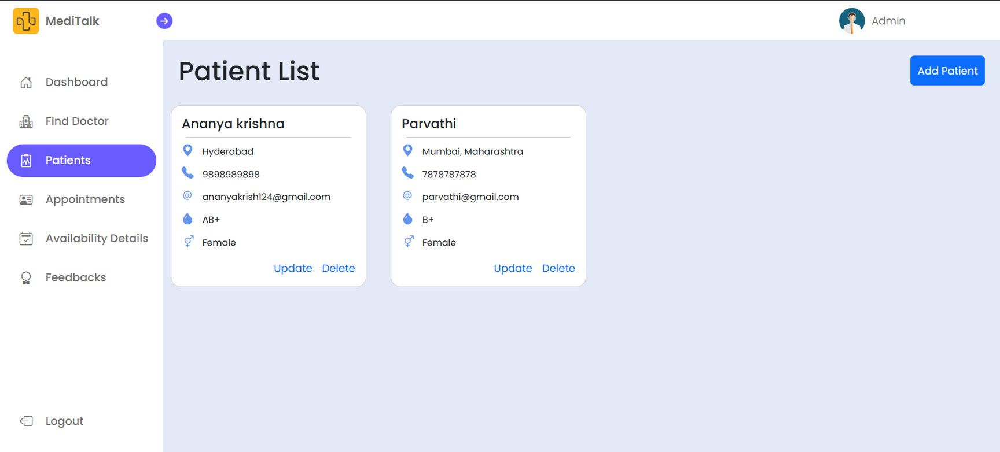 MediTalk
Admin
Dashboard
Find Doctor
Patients
Appointments
Availability Details
Feedbacks
Logout
Patient List
Add Patient
Ananya krishna
Hyderabad
9898989898
ananyakrish124@gmail.com
AB+
Female
Update Delete
Parvathi
Mumbai, Maharashtra
7878787878
parvathi@gmail.com
B+
Female
Update Delete